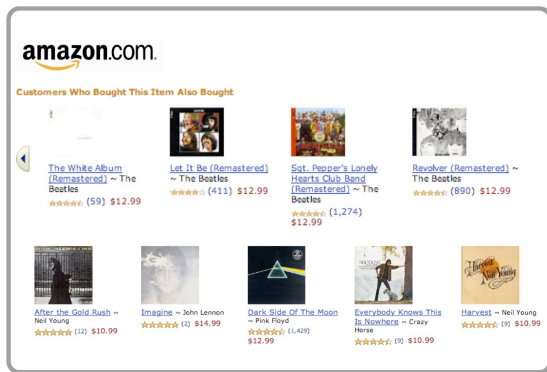 amazon.com.
Customers Who Bought This Item Also Bought
The White Album
(Remastered) ~ The
Beatles
(59) $12.99
Let It Be (Remastered)
~ The Beatles
(411) $12.99
Sgt. Pepper's Lonely
Hearts Club Band
(Remastered) ~ The
Beatles
(1,274)
$12.99
Revolver (Remastered) ~
The Beatles
(890) $12.99
After the Gold Rush ~
Neil Young
(12) $10.99
Imagine ~ John Lennon
(2) $14.99
Dark Side Of The Moon
~ Pink Floyd
(1,429)
$12.99
Everybody Knows This
Is Nowhere ~ Crazy
Horse
(9) $10.99
Harvest
Neil Young
Harvest ~ Neil Young
(9) $10.99